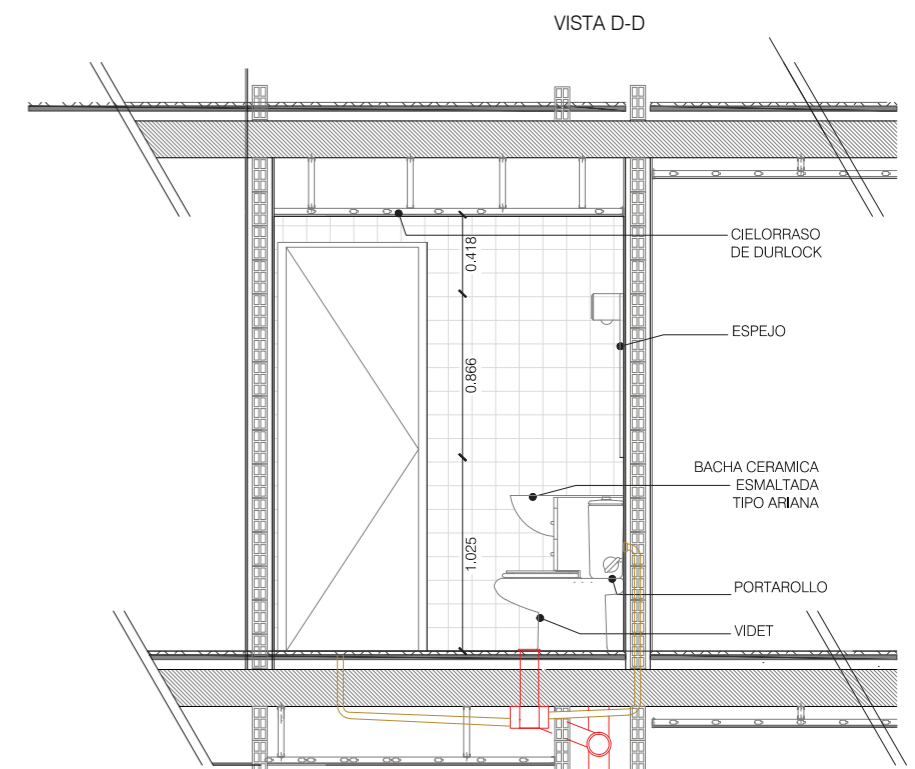 VISTA D-D
CIELORRASO
DE DURLOCK
0.418
ESPEJO
0.866
BACHA CERAMICA
ESMALTADA
TIPO ARIANA
1.025
PORTAROLLO
VIDET